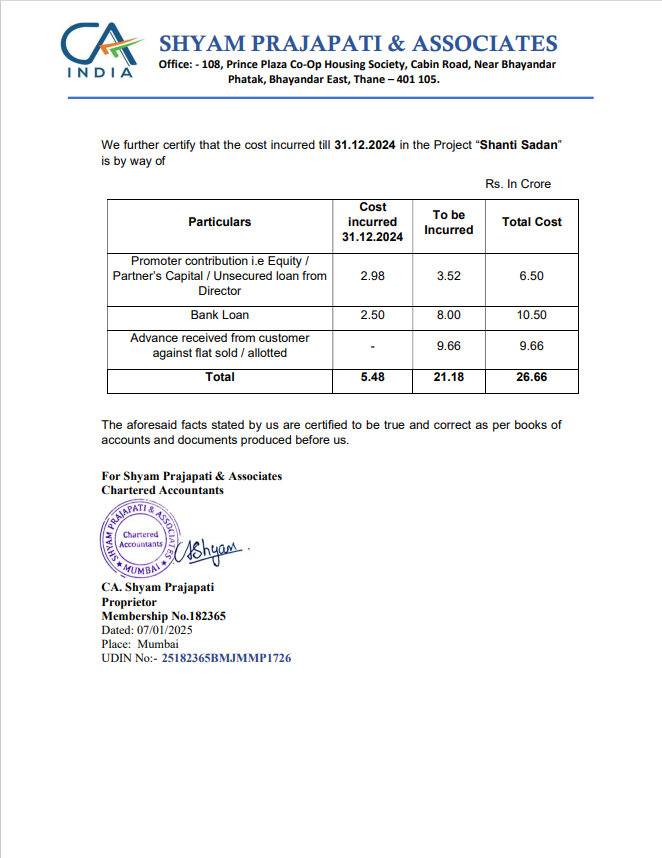 CA
INDIA
SHYAM PRAJAPATI & ASSOCIATES
Office: - 108, Prince Plaza Co-Op Housing Society, Cabin Road, Near Bhayandar
Phatak, Bhayandar East, Thane – 401 105.
We further certify that the cost incurred till 31.12.2024 in the Project “Shanti Sadan”
is by way of
Rs. In Crore
Particulars Cost incurred 31.12.2024 To be Incurred Total Cost
Promoter contribution i.e Equity /
Partner’s Capital / Unsecured loan from 2.98 3.52 6.50
Director
Bank Loan 2.50 8.00 10.50
Advance received from customer
against flat sold / allotted - 9.66 9.66
Total 5.48 21.18 26.66
The aforesaid facts stated by us are certified to be true and correct as per books of
accounts and documents produced before us.
For Shyam Prajapati & Associates
Chartered Accountants
SHYAM PRAJAPATI & ASSOCIATES
Chartered
Accountants
★ MUMBAI ★
Shyam
CA. Shyam Prajapati
Proprietor
Membership No.182365
Dated: 07/01/2025
Place: Mumbai
UDIN No:- 25182365BMJMMP1726